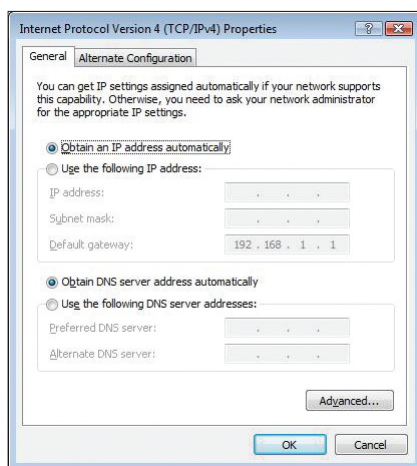 Internet Protocol Version 4 (TCP/IPv4) Properties
General
Alternate Configuration
You can get IP settings assigned automatically if your network supports
this capability. Otherwise, you need to ask your network administrator
for the appropriate IP settings.
Obtain an IP address automatically
Use the following IP address:
IP address: . . .
Subnet mask: . . .
Default gateway: 192 . 168 . 1 . 1
Obtain DNS server address automatically
Use the following DNS server addresses:
Preferred DNS server: . . .
Alternate DNS server: . . .
Advanced...
OK Cancel